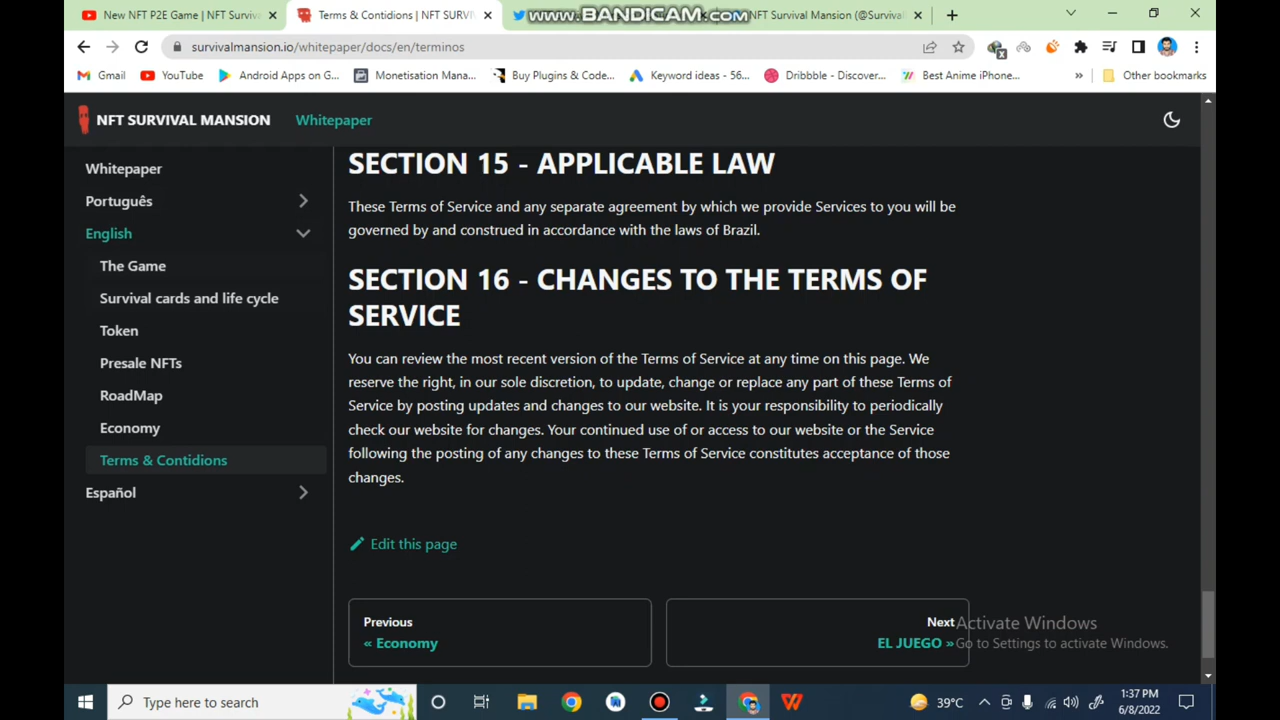 New NFT P2E Game | NFT Surviva
Terms & Contidions | NFT SURVI
www.BANDICAM.com
NFT Survival Mansion (@Surviva
survivalmansion.io/whitepaper/docs/en/terminos
Gmail
YouTube
Android Apps on G...
Monetisation Mana...
Buy Plugins & Code...
Keyword ideas - 56...
Dribbble - Discover...
Best Anime iPhone...
»
Other bookmarks
NFT SURVIVAL MANSION
Whitepaper
Whitepaper
Português
English
The Game
Survival cards and life cycle
Token
Presale NFTs
RoadMap
Economy
Terms & Contidions
Español
SECTION 15 - APPLICABLE LAW
These Terms of Service and any separate agreement by which we provide Services to you will be
governed by and construed in accordance with the laws of Brazil.
SECTION 16 - CHANGES TO THE TERMS OF
SERVICE
You can review the most recent version of the Terms of Service at any time on this page. We
reserve the right, in our sole discretion, to update, change or replace any part of these Terms of
Service by posting updates and changes to our website. It is your responsibility to periodically
check our website for changes. Your continued use of or access to our website or the Service
following the posting of any changes to these Terms of Service constitutes acceptance of those
changes.
Edit this page
Previous
« Economy
Next
EL JUEGO »
Activate Windows
Go to Settings to activate Windows.
Type here to search
39°C
1:37 PM
6/8/2022